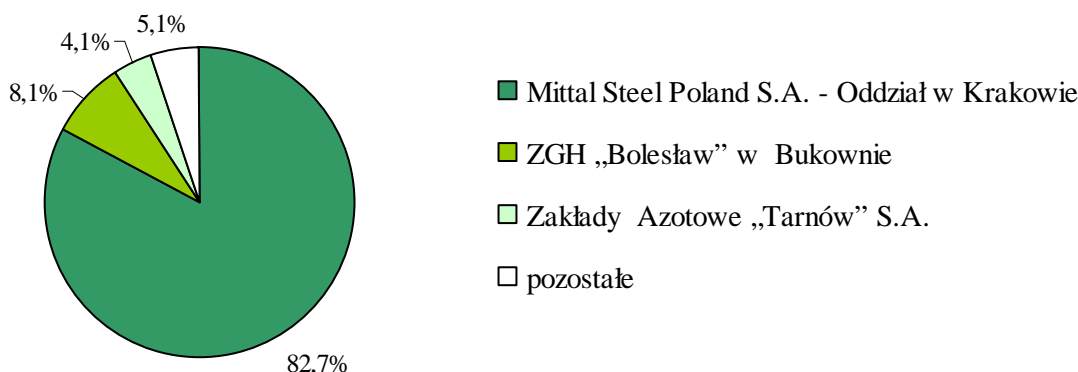 5,1%
4,1%
8,1%
82,7%
Mittal Steel Poland S.A. - Oddział w Krakowie
ZGH „Bolesław” w Bukownie
Zakłady Azotowe „Tarnów” S.A.
pozostałe